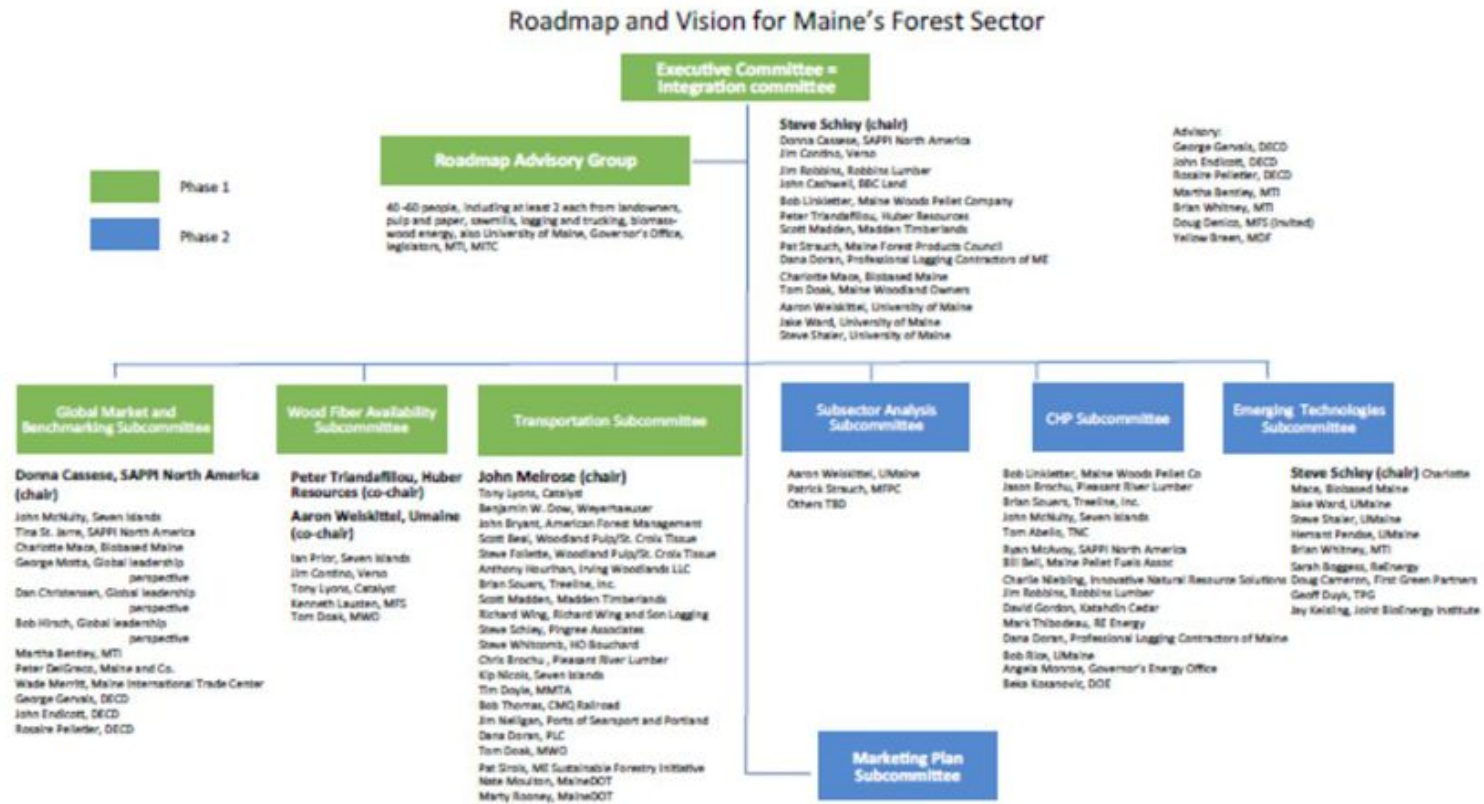 Roadmap and Vision for Maine's Forest Sector
Executive Committee =
Integration committee
Roadmap Advisory Group
40 -60 people, including at least 2 each from landowners,
pulp and paper, sawmills, logging and trucking, biomass-
wood energy, also University of Maine, Governor's Office,
legislators, MTI, MITC
Phase 1
Phase 2
Steve Schley (chair)
Donna Cassese, SAPPI North America
Jim Contino, Verso
Jim Robbins, Robbins Lumber
John Cashwell, BBC Land
Bob Linkletter, Maine Woods Pellet Company
Peter Triandafillou, Huber Resources
Scott Madden, Madden Timberlands
Pat Strauch, Maine Forest Products Council
Dana Doran, Professional Logging Contractors of ME
Charlotte Mace, Biobased Maine
Tom Doak, Maine Woodland Owners
Aaron Weiskittel, University of Maine
Jake Ward, University of Maine
Steve Shaler, University of Maine
Advisory:
George Gervais, DECD
John Endicott, DECD
Rosaire Pelletier, DECD
Martha Bentley, MTI
Brian Whitney, MTI
Doug Denico, MFS (invited)
Yellow Breen, MDF
Global Market and
Benchmarking Subcommittee
Donna Cassese, SAPPI North America
(chair)
John McNulty, Seven Islands
Tina St. Jarre, SAPPI North America
Charlotte Mace, Biobased Maine
George Motta, Global leadership
perspective
Dan Christensen, Global leadership
perspective
Bob Hirsch, Global leadership
perspective
Martha Bentley, MTI
Peter DelGreco, Maine and Co.
Wade Merritt, Maine International Trade Center
George Gervais, DECD
John Endicott, DECD
Rosaire Pelletier, DECD
Wood Fiber Availability
Subcommittee
Peter Triandafillou, Huber
Resources (co-chair)
Aaron Weiskittel, Umaine
(co-chair)
Ian Prior, Seven Islands
Jim Contino, Verso
Tony Lyons, Catalyst
Kenneth Lausten, MFS
Tom Doak, MWO
Transportation Subcommittee
John Melrose (chair)
Tony Lyons, Catalyst
Benjamin W. Dow, Weyerhaeuser
John Bryant, American Forest Management
Scott Beal, Woodland Pulp/St. Croix Tissue
Steve Follette, Woodland Pulp/St. Croix Tissue
Anthony Hourihan, Irving Woodlands LLC
Brian Souers, Treeline, Inc.
Scott Madden, Madden Timberlands
Richard Wing, Richard Wing and Son Logging
Steve Schley, Pingree Associates
Steve Whitcomb, HO Bouchard
Chris Brochu , Pleasant River Lumber
Kip Nicols, Seven Islands
Tim Doyle, MMTA
Bob Thomas, CMQ Railroad
Jim Nelligan, Ports of Searsport and Portland
Dana Doran, PLC
Tom Doak, MWO
Pat Sirois, ME Sustainable Forestry Initiative
Nate Moulton, MaineDOT
Marty Rooney, MaineDOT
Subsector Analysis
Subcommittee
Aaron Weiskittel, UMaine
Patrick Strauch, MFPC
Others TBD
CHP Subcommittee
Bob Linkletter, Maine Woods Pellet Co
Jason Brochu, Pleasant River Lumber
Brian Souers, Treeline, Inc.
John McNulty, Seven Islands
Tom Abello, TNC
Ryan McAvoy, SAPPI North America
Bill Bell, Maine Pellet Fuels Assoc
Charlie Niebling, Innovative Natural Resource Solutions
Jim Robbins, Robbins Lumber
David Gordon, Katahdin Cedar
Mark Thibodeau, RE Energy
Dana Doran, Professional Logging Contractors of Maine
Bob Rice, UMaine
Angela Monroe, Governor's Energy Office
Beka Kosanovic, DOE
Emerging Technologies
Subcommittee
Steve Schley (chair) Charlotte
Mace, Biobased Maine
Jake Ward, UMaine
Steve Shaler, UMaine
Hemant Pendse, UMaine
Brian Whitney, MTI
Sarah Boggess, ReEnergy
Doug Cameron, First Green Partners
Geoff Duyk, TPG
Jay Keisling, Joint BioEnergy Institute
Marketing Plan
Subcommittee